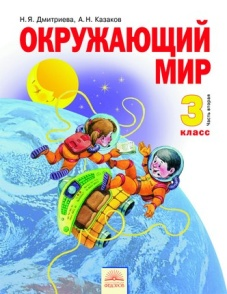 Н. Я. Дмитриева, А. Н. Казаков
ОКРУЖАЮЩИЙ
МИР
3
класс
Часть вторая